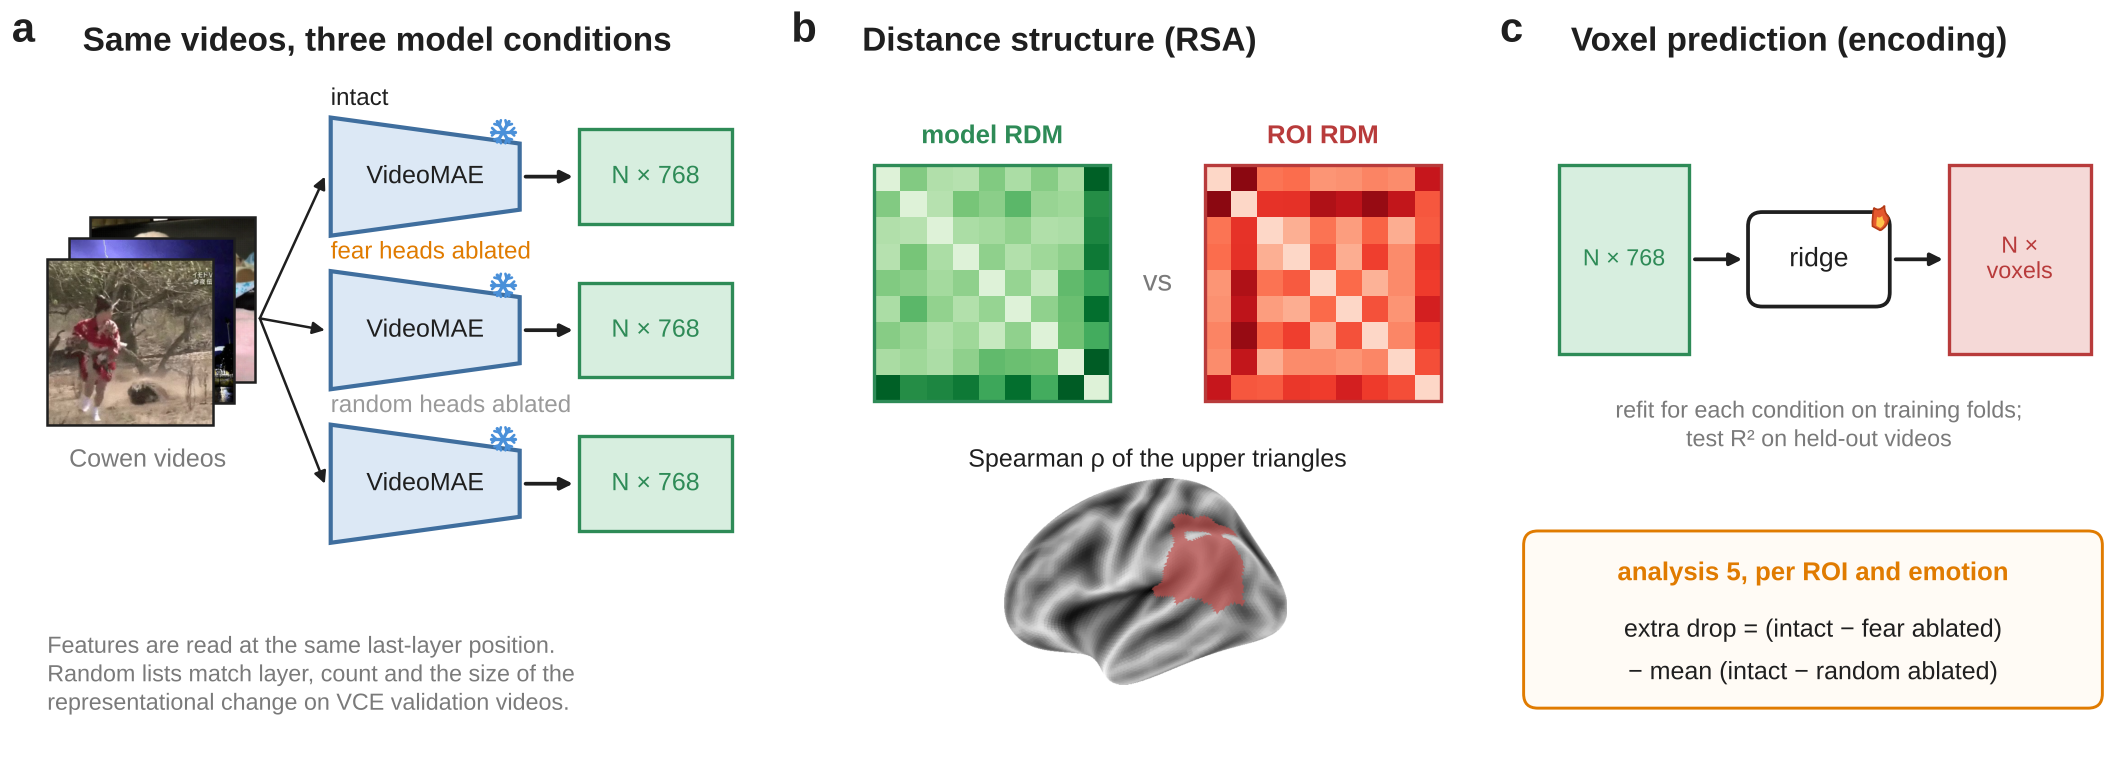 a
Same videos, three model conditions
intact
VideoMAE
N × 768
fear heads ablated
VideoMAE
N × 768
random heads ablated
VideoMAE
N × 768
Cowen videos
Features are read at the same last-layer position.
Random lists match layer, count and the size of the
representational change on VCE validation videos.
b
Distance structure (RSA)
model RDM
vs
ROI RDM
Spearman ρ of the upper triangles
c
Voxel prediction (encoding)
N × 768
ridge
N ×
voxels
refit for each condition on training folds;
test R² on held-out videos
analysis 5, per ROI and emotion
extra drop = (intact − fear ablated)
− mean (intact − random ablated)